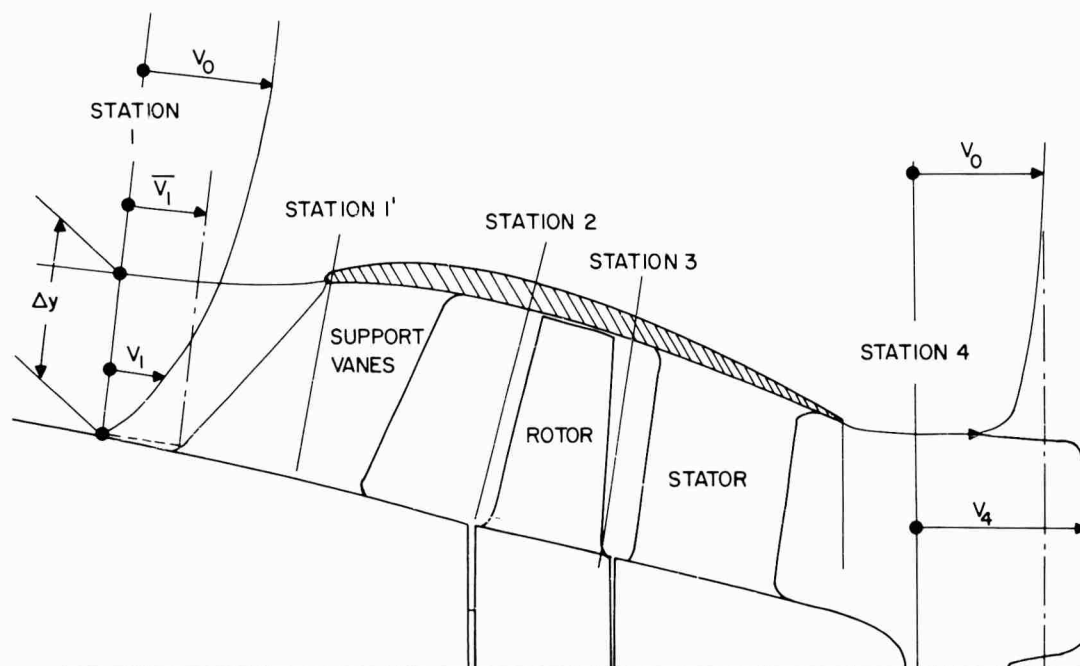 V₀
STATION
1
V̅₁
STATION 1'
STATION 2
STATION 3
V₀
Δy
V₁
SUPPORT
VANES
STATION 4
ROTOR
STATOR
V₄